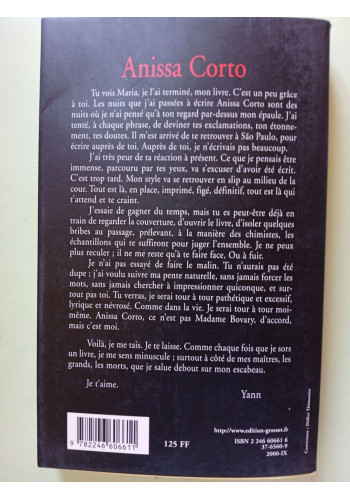 Anissa Corto
Tu vois Maria, je l'ai terminé, mon livre. C'est un peu grâce
à toi. Les nuits que j'ai passées à écrire Anissa Corto sont des
nuits où je n'ai pensé qu'à ton regard par-dessus mon épaule. J'ai
tenté, à chaque phrase, de deviner tes exclamations, ton étonne-
ment, tes doutes. Il m'est arrivé de te retrouver à São Paulo, pour
écrire auprès de toi. Auprès de toi, je n'écrivais pas beaucoup.
J'ai très peur de ta réaction à présent. Ce que je pensais être
immense, parcouru par tes yeux, va s'excuser d'avoir été écrit.
C'est trop tard. Mon style va se retrouver en slip au milieu de la
cour. Tout est là, en place, imprimé, figé, définitif, tout est là qui
t'attend et te craint.
J'essaie de gagner du temps, mais tu es peut-être déjà en
train de regarder la couverture, d'ouvrir le livre, d'isoler quelques
bribes au passage, prélevant, à la manière des chimistes, les
échantillons qui te suffiront pour juger l'ensemble. Je ne peux
plus reculer ; il ne me reste qu'à te faire face. Ou à fuir.
Je n'ai pas essayé de faire le malin. Tu n'aurais pas été
dupe ; j'ai voulu suivre ma pente naturelle, sans jamais forcer les
mots, sans jamais chercher à impressionner quiconque, et sur-
tout pas toi. Tu verras, je serai tour à tour pathétique et excessif,
lyrique et névrosé. Comme dans la vie. Je serai tour à tour moi-
même. Anissa Corto, ce n'est pas Madame Bovary, d'accord,
mais c'est moi.
Voilà, je me tais. Je te laisse. Comme chaque fois que je sors
un livre, je me sens minuscule ; surtout à côté de mes maîtres, les
grands, les morts, que je salue debout sur mon escabeau.
Je t'aime.
Yann
9 782246 606611
125 FF
http://www.edition-grasset.fr
ISBN 2 246 60661 6
37-6560-9
2000-IX